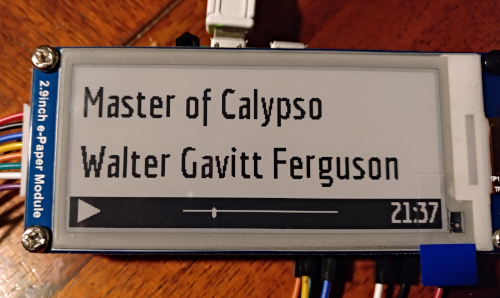 2.9inch e-Paper Module
Master of Calypso
Walter Gavitt Ferguson
21:37